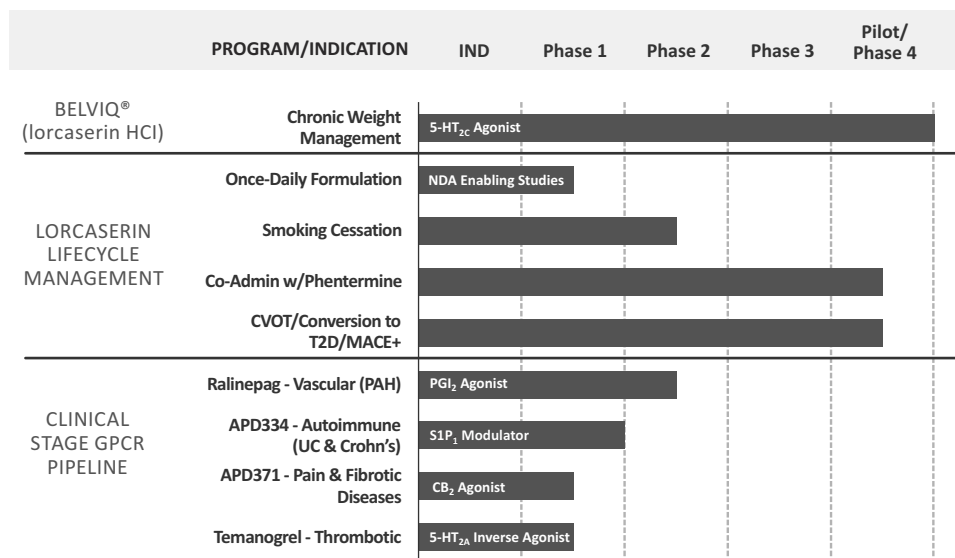 PROGRAM/INDICATION IND Phase 1 Phase 2 Phase 3 Pilot/
Phase 4
BELVIQ®
(lorcaserin HCl)
Chronic Weight
Management
5-HT2C Agonist
LORCASERIN
LIFECYCLE
MANAGEMENT
Once-Daily Formulation
NDA Enabling Studies
Smoking Cessation
Co-Admin w/Phentermine
CVOT/Conversion to
T2D/MACE+
CLINICAL
STAGE GPCR
PIPELINE
Ralinepag - Vascular (PAH)
PGI2 Agonist
APD334 - Autoimmune
(UC & Crohn's)
S1P1 Modulator
APD371 - Pain & Fibrotic
Diseases
CB2 Agonist
Temanogrel - Thrombotic
5-HT2A Inverse Agonist